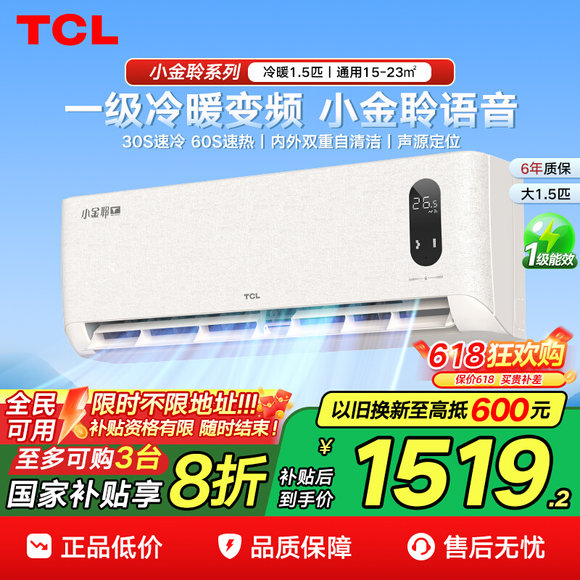 TCL
小金聆系列 冷暖1.5匹 | 通用15-23㎡
一级冷暖变频 小金聆语音
30S速冷 60S速热 | 内外双重自清洁 | 声源定位
6年质保
大1.5匹
1级能效
小金聆
26.5
TCL
618狂欢购
保价618 买贵补差
全民可用
限时不限地址!!!
补贴资格有限 随时结束!
至多可购3台
国家补贴享8折
以旧换新至高抵600元
补贴后到手价
¥1519.2
正品低价
品质保障
售后无忧